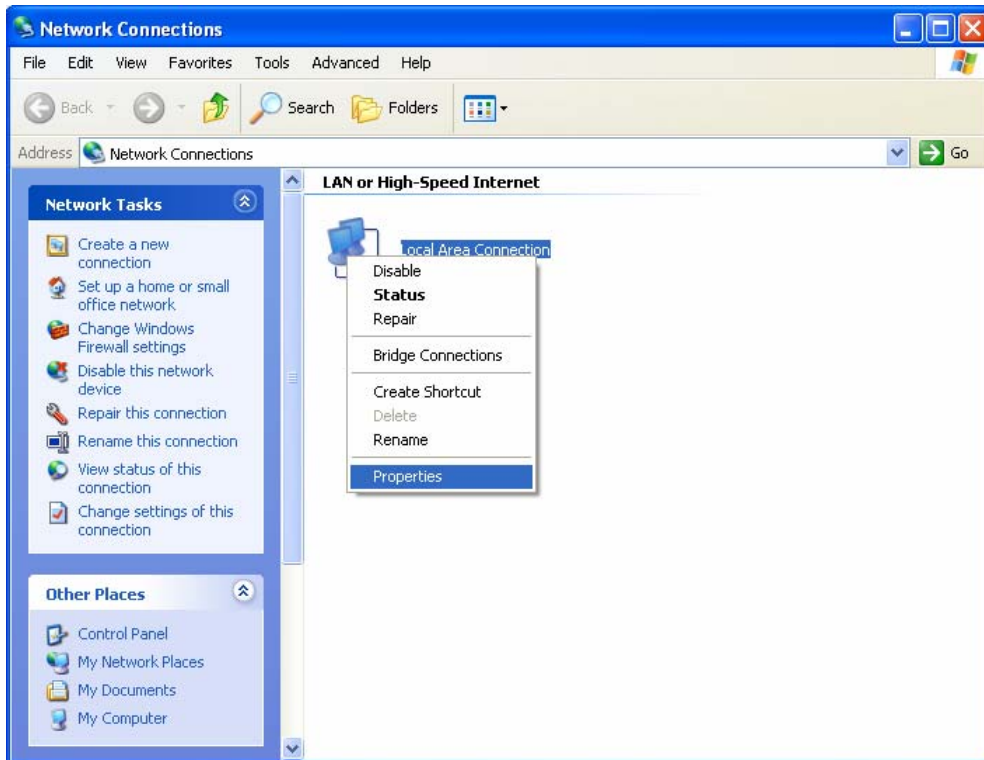 Network Connections
File Edit View Favorites Tools Advanced Help
Back Search Folders
Address Network Connections Go
Network Tasks
Create a new
connection
Set up a home or small
office network
Change Windows
Firewall settings
Disable this network
device
Repair this connection
Rename this connection
View status of this
connection
Change settings of this
connection
Other Places
Control Panel
My Network Places
My Documents
My Computer
LAN or High-Speed Internet
Local Area Connection
Disable
Status
Repair
Bridge Connections
Create Shortcut
Delete
Rename
Properties